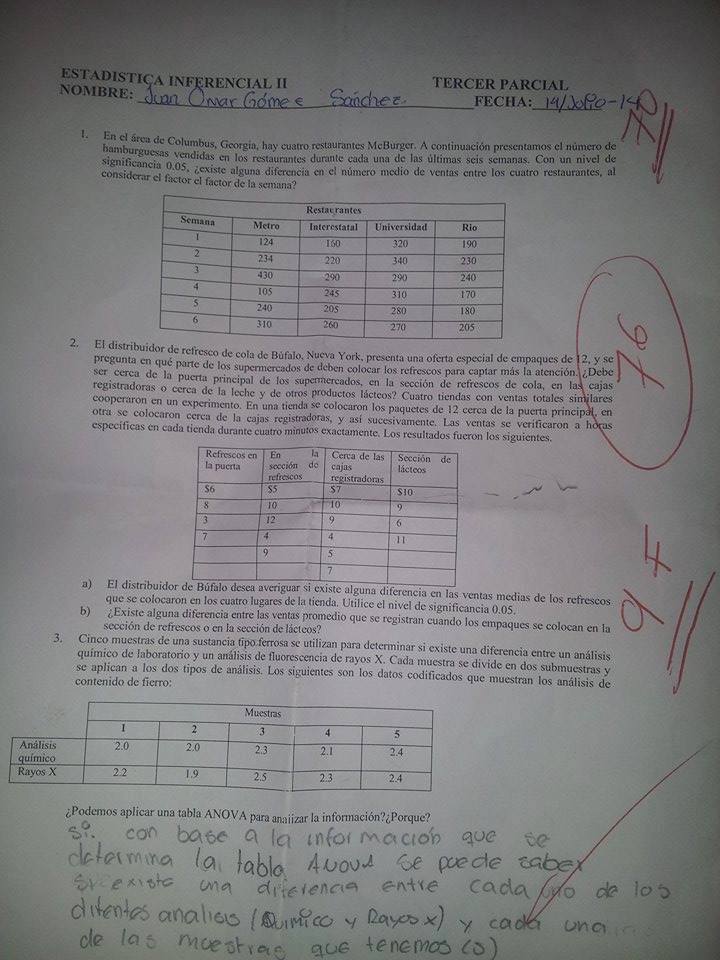 ESTADISTICA INFERENCIAL II TERCER PARCIAL
NOMBRE: Juan Omar Gómez Sánchez. FECHA: 14/Julio-14
70
1. En el área de Columbus, Georgia, hay cuatro restaurantes McBurger. A continuación presentamos el número de
hamburguesas vendidas en los restaurantes durante cada una de las últimas seis semanas. Con un nivel de
significancia 0.05, ¿existe alguna diferencia en el número medio de ventas entre los cuatro restaurantes, al
considerar el factor el factor de la semana?
Restaurantes
Semana Metro Interestatal Universidad Rio
1 124 160 320 190
2 234 220 340 230
3 430 290 290 240
4 105 245 310 170
5 240 205 280 180
6 310 260 270 205
76
2. El distribuidor de refresco de cola de Búfalo, Nueva York, presenta una oferta especial de empaques de 12, y se
pregunta en qué parte de los supermercados de deben colocar los refrescos para captar más la atención. ¿Debe
ser cerca de la puerta principal de los supermercados, en la sección de refrescos de cola, en las cajas
registradoras o cerca de la leche y de otros productos lácteos? Cuatro tiendas con ventas totales similares
cooperaron en un experimento. En una tienda se colocaron los paquetes de 12 cerca de la puerta principal, en
otra se colocaron cerca de la cajas registradoras, y así sucesivamente. Las ventas se verificaron a horas
específicas en cada tienda durante cuatro minutos exactamente. Los resultados fueron los siguientes.
Refrescos en En la Cerca de las Sección de
la puerta sección de cajas lácteos
refrescos registradoras
$6 $5 $7 $10
8 10 10 9
3 12 9 6
7 4 4 11
9 5
7
a) El distribuidor de Búfalo desea averiguar si existe alguna diferencia en las ventas medias de los refrescos
que se colocaron en los cuatro lugares de la tienda. Utilice el nivel de significancia 0.05.
b) ¿Existe alguna diferencia entre las ventas promedio que se registran cuando los empaques se colocan en la
sección de refrescos o en la sección de lácteos?
3. Cinco muestras de una sustancia tipo ferrosa se utilizan para determinar si existe una diferencia entre un análisis
químico de laboratorio y un análisis de fluorescencia de rayos X. Cada muestra se divide en dos submuestras y
se aplican a los dos tipos de análisis. Los siguientes son los datos codificados que muestran los análisis de
contenido de fierro:
Muestras
1 2 3 4 5
Análisis 2.0 2.0 2.3 2.1 2.4
químico
Rayos X 2.2 1.9 2.5 2.3 2.4
¿Podemos aplicar una tabla ANOVA para analizar la información?¿Porque?
si. con base a la informacion que se
determina la tabla ANOVA se puede saber
si existe una diferencia entre cada uno de los
difentes analisis (Quimico y Rayos x) y cada una
de las muestras que tenemos (5)